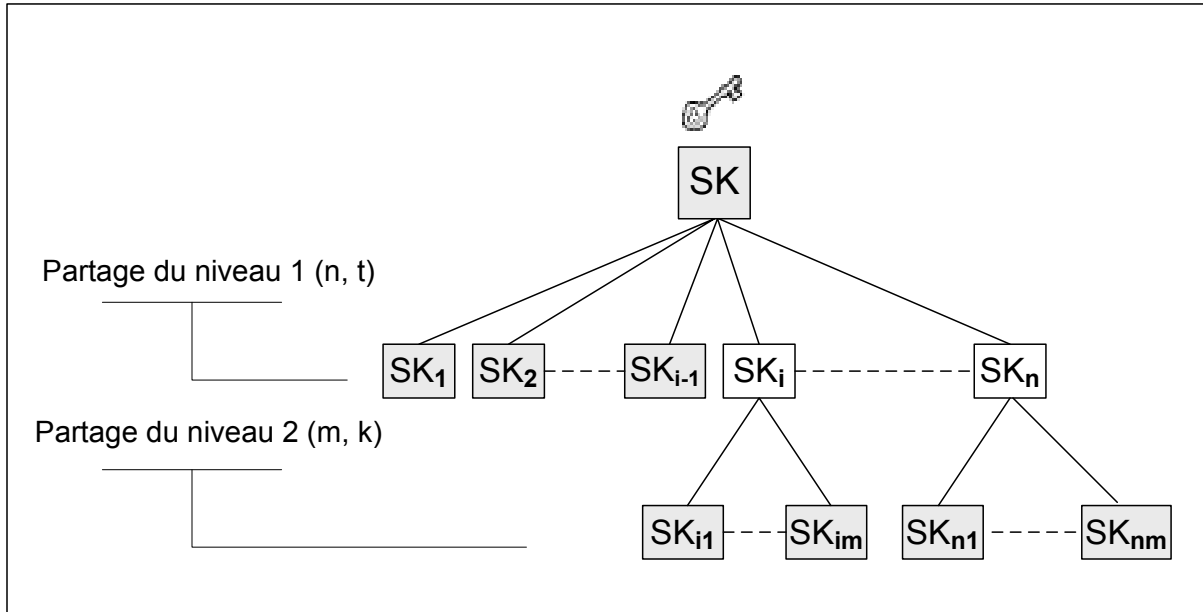 SK
Partage du niveau 1 (n, t)
SK1 SK2 SKi-1 SKi SKn
Partage du niveau 2 (m, k)
SKi1 SKim SKn1 SKnm